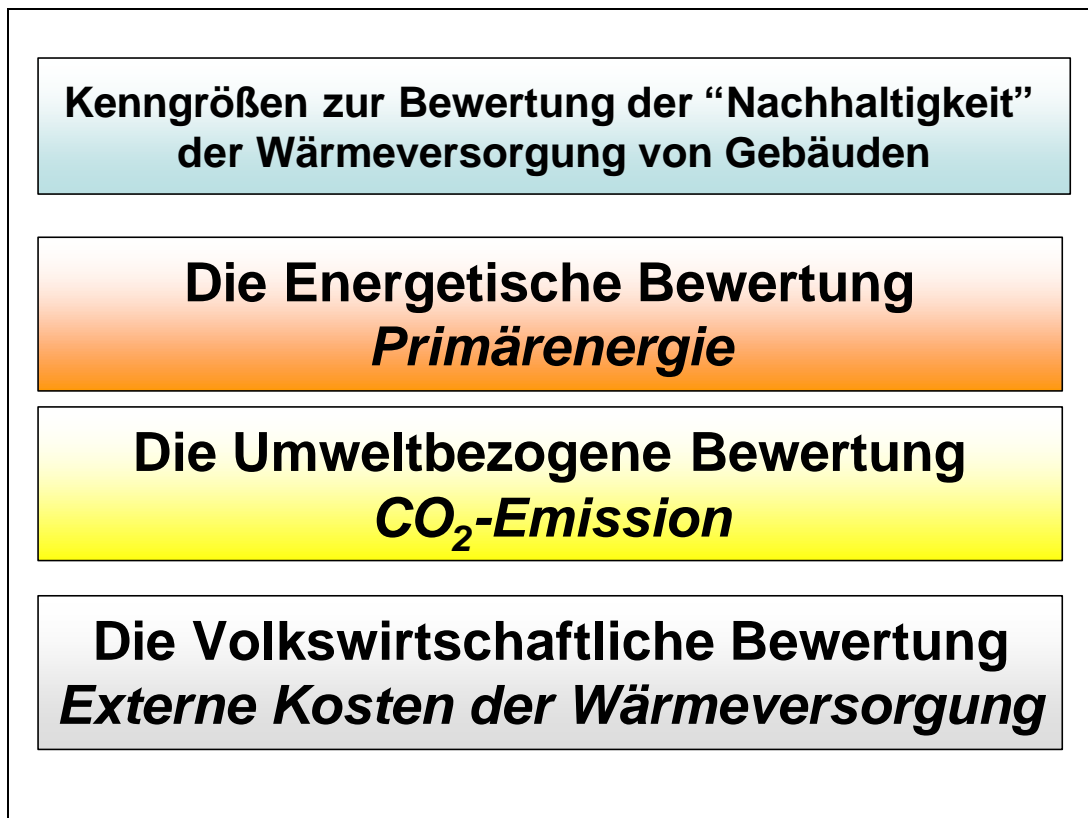 Kenngrößen zur Bewertung der “Nachhaltigkeit”
der Wärmeversorgung von Gebäuden
Die Energetische Bewertung
Primärenergie
Die Umweltbezogene Bewertung
CO₂-Emission
Die Volkswirtschaftliche Bewertung
Externe Kosten der Wärmeversorgung